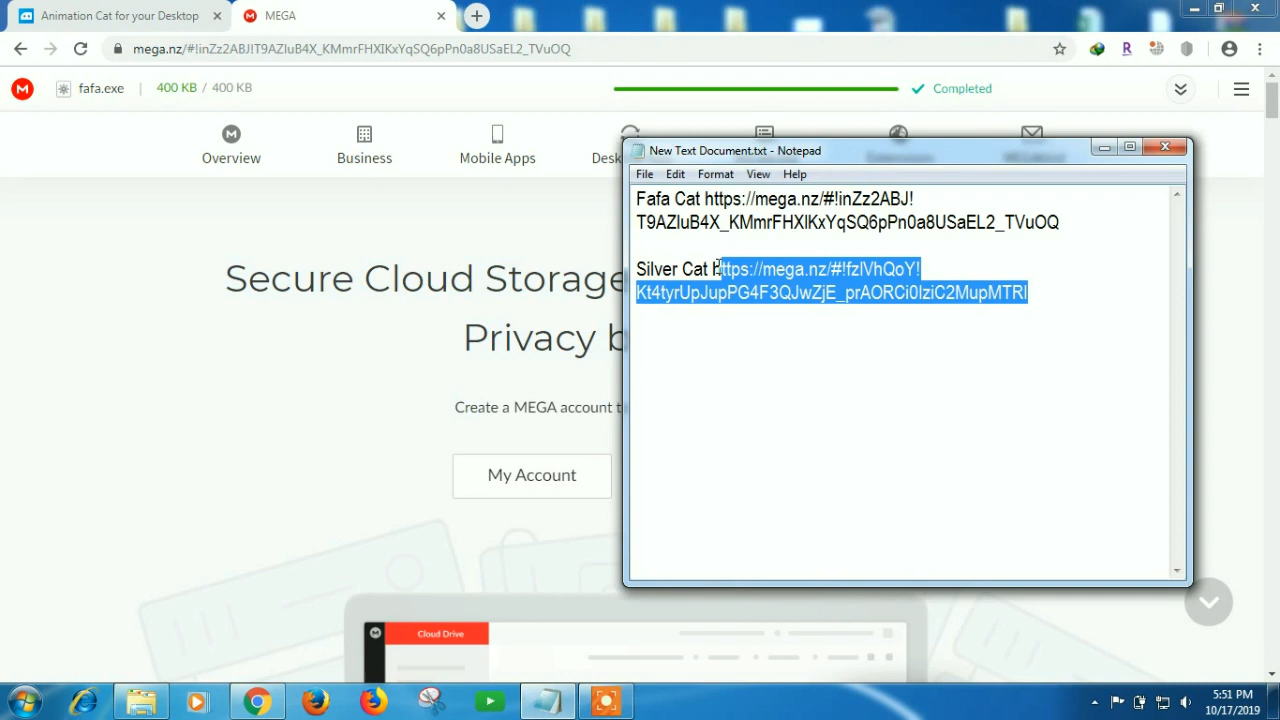 Animation Cat for your Desktop
MEGA
mega.nz/#!inZz2ABJ!T9AZluB4X_KMmrFHXlKxYqSQ6pPn0a8USaEL2_TVuOQ
fafa.exe
400 KB / 400 KB
Completed
Overview
Business
Mobile Apps
Desk
New Text Document.txt - Notepad
File Edit Format View Help
Fafa Cat https://mega.nz/#!inZz2ABJ!
T9AZluB4X_KMmrFHXlKxYqSQ6pPn0a8USaEL2_TVuOQ
Silver Cat https://mega.nz/#!fzlVhQoY!
Kt4tyrUpJupPG4F3QJwZjE_prAORCi0lziC2MupMTRI
Secure Cloud Storage
Privacy b
Create a MEGA account t
My Account
Cloud Drive
5:51 PM
10/17/2019